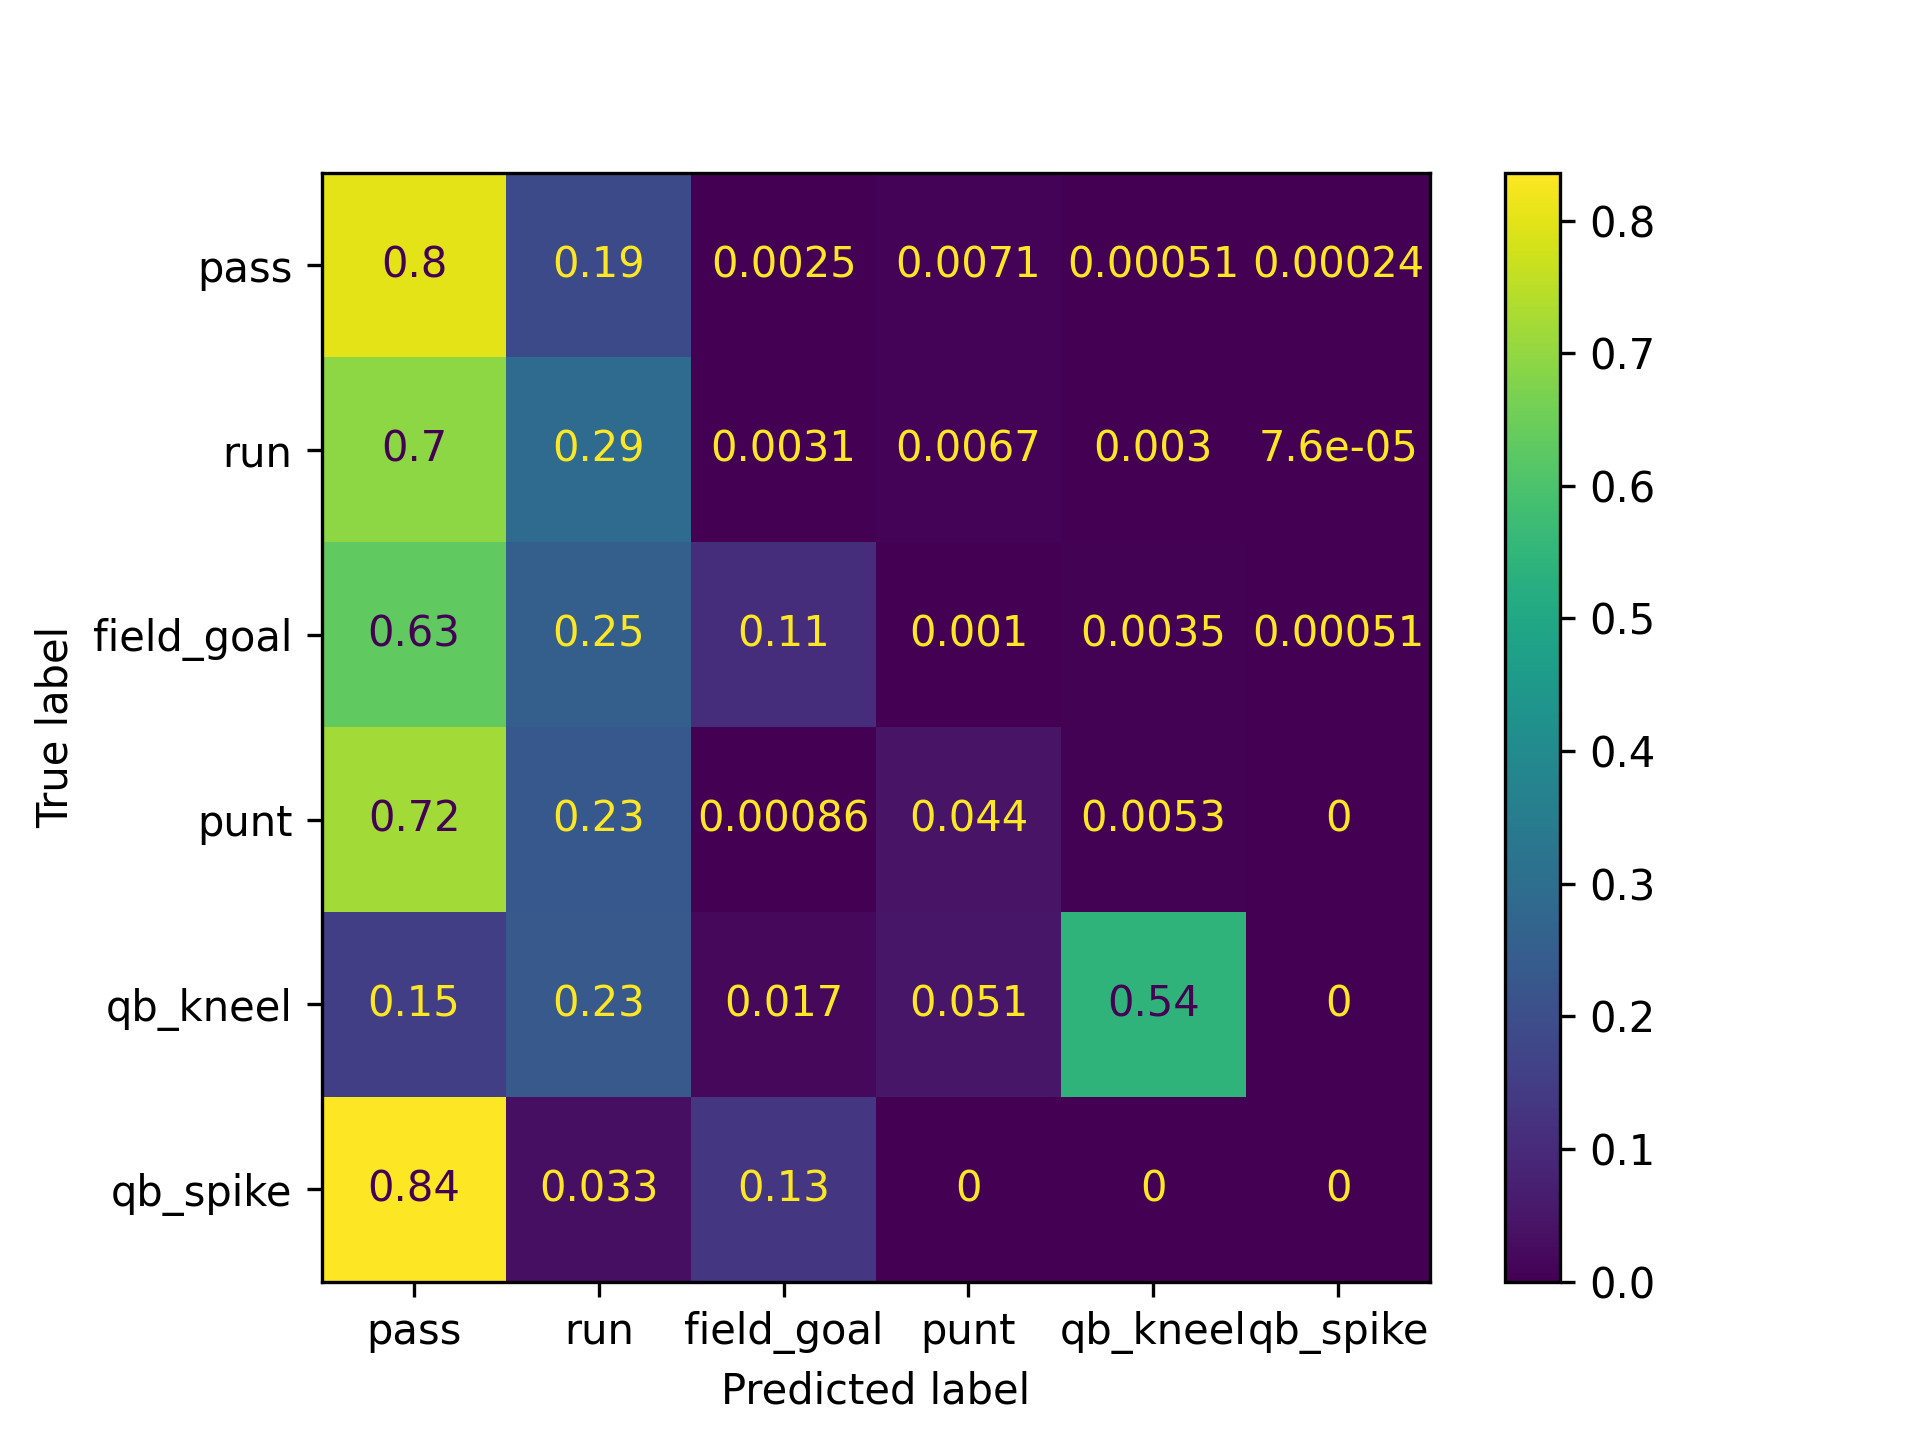 pass 0.8 0.19 0.0025 0.0071 0.00051 0.00024
run 0.7 0.29 0.0031 0.0067 0.003 7.6e-05
field_goal 0.63 0.25 0.11 0.001 0.0035 0.00051
punt 0.72 0.23 0.00086 0.044 0.0053 0
qb_kneel 0.15 0.23 0.017 0.051 0.54 0
qb_spike 0.84 0.033 0.13 0 0 0
pass run field_goal punt qb_kneel qb_spike
Predicted label
True label
0.8
0.7
0.6
0.5
0.4
0.3
0.2
0.1
0.0